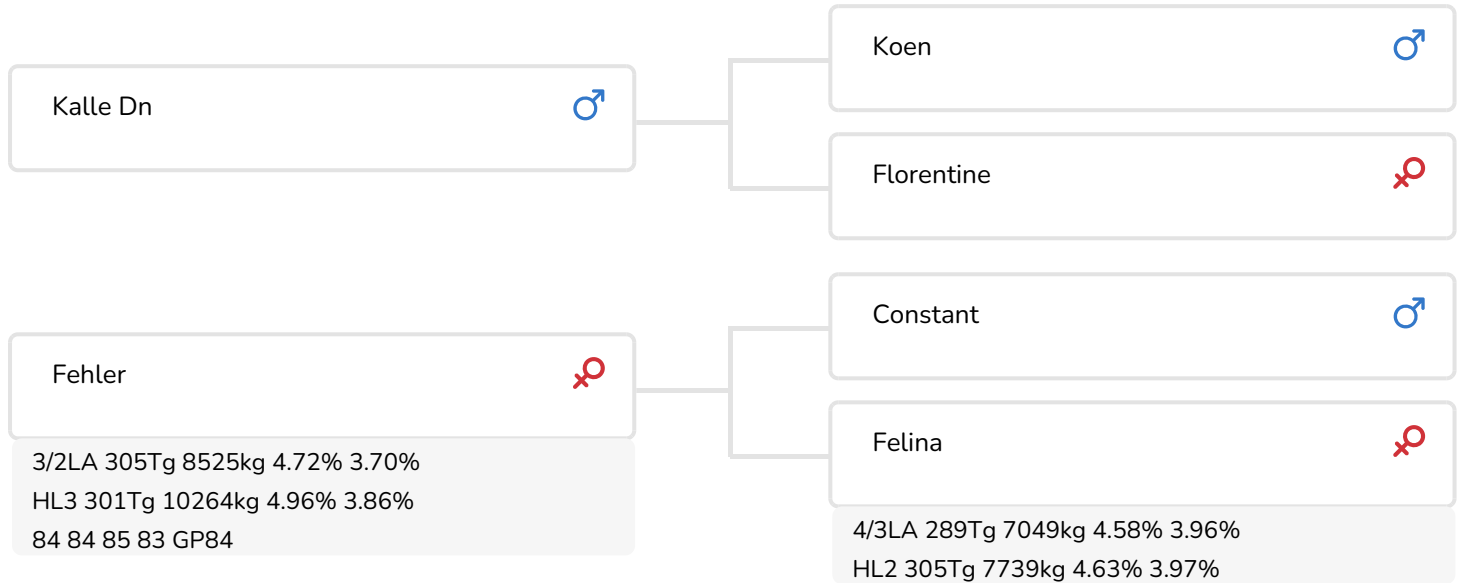 Kalle Dn
Koen
Florentine
Fehler
3/2LA 305Tg 8525kg 4.72% 3.70%
HL3 301Tg 10264kg 4.96% 3.86%
84 84 85 83 GP84
Constant
Felina
4/3LA 289Tg 7049kg 4.58% 3.96%
HL2 305Tg 7739kg 4.63% 3.97%